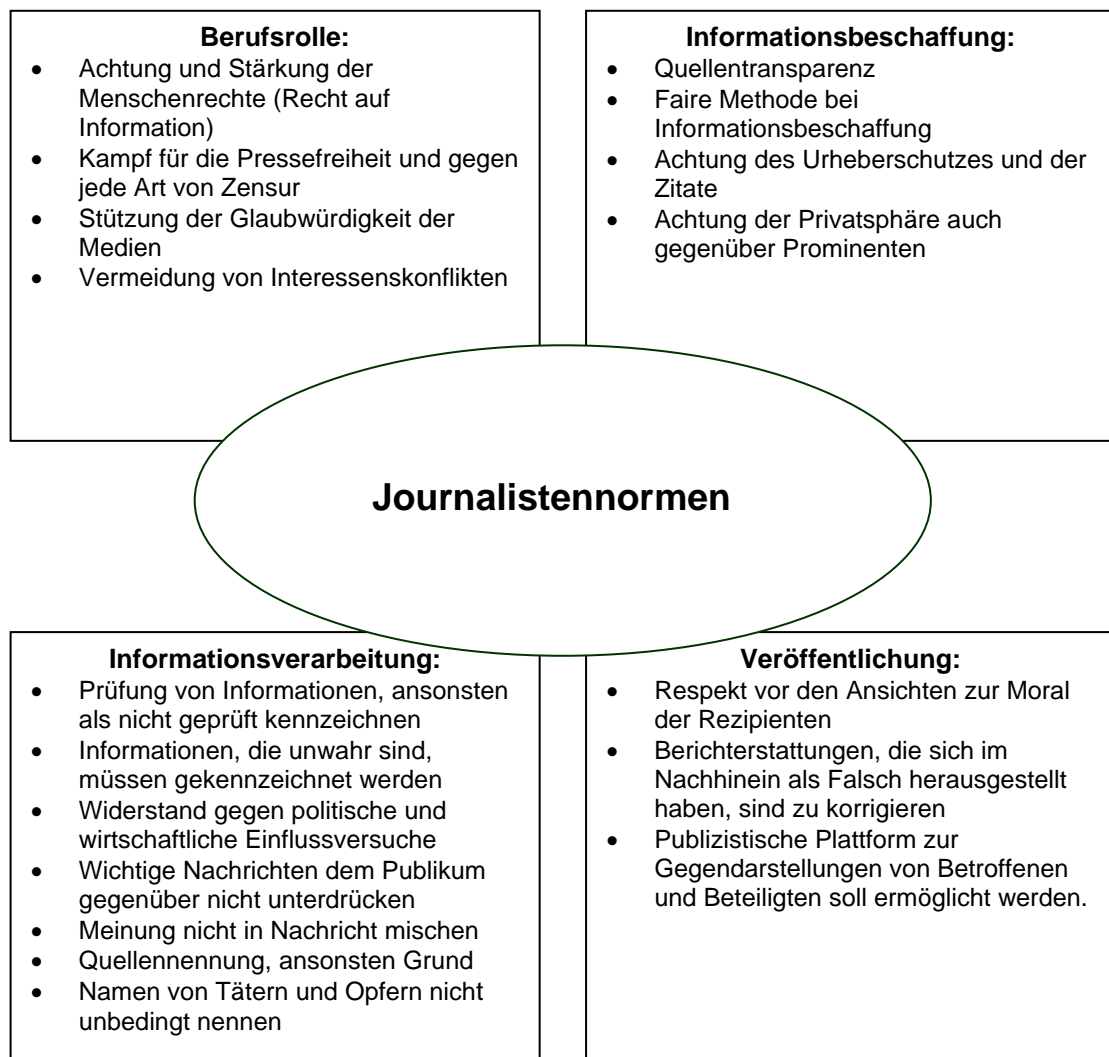 Berufsrolle:
• Achtung und Stärkung der
Menschenrechte (Recht auf
Information)
• Kampf für die Pressefreiheit und gegen
jede Art von Zensur
• Stützung der Glaubwürdigkeit der
Medien
• Vermeidung von Interessenskonflikten
Informationsbeschaffung:
• Quellentransparenz
• Faire Methode bei
Informationsbeschaffung
• Achtung des Urheberschutzes und der
Zitate
• Achtung der Privatsphäre auch
gegenüber Prominenten
Journalistennormen
Informationsverarbeitung:
• Prüfung von Informationen, ansonsten
als nicht geprüft kennzeichnen
• Informationen, die unwahr sind,
müssen gekennzeichnet werden
• Widerstand gegen politische und
wirtschaftliche Einflussversuche
• Wichtige Nachrichten dem Publikum
gegenüber nicht unterdrücken
• Meinung nicht in Nachricht mischen
• Quellennennung, ansonsten Grund
• Namen von Tätern und Opfern nicht
unbedingt nennen
Veröffentlichung:
• Respekt vor den Ansichten zur Moral
der Rezipienten
• Berichterstattungen, die sich im
Nachhinein als Falsch herausgestellt
haben, sind zu korrigieren
• Publizistische Plattform zur
Gegendarstellungen von Betroffenen
und Beteiligten soll ermöglicht werden.